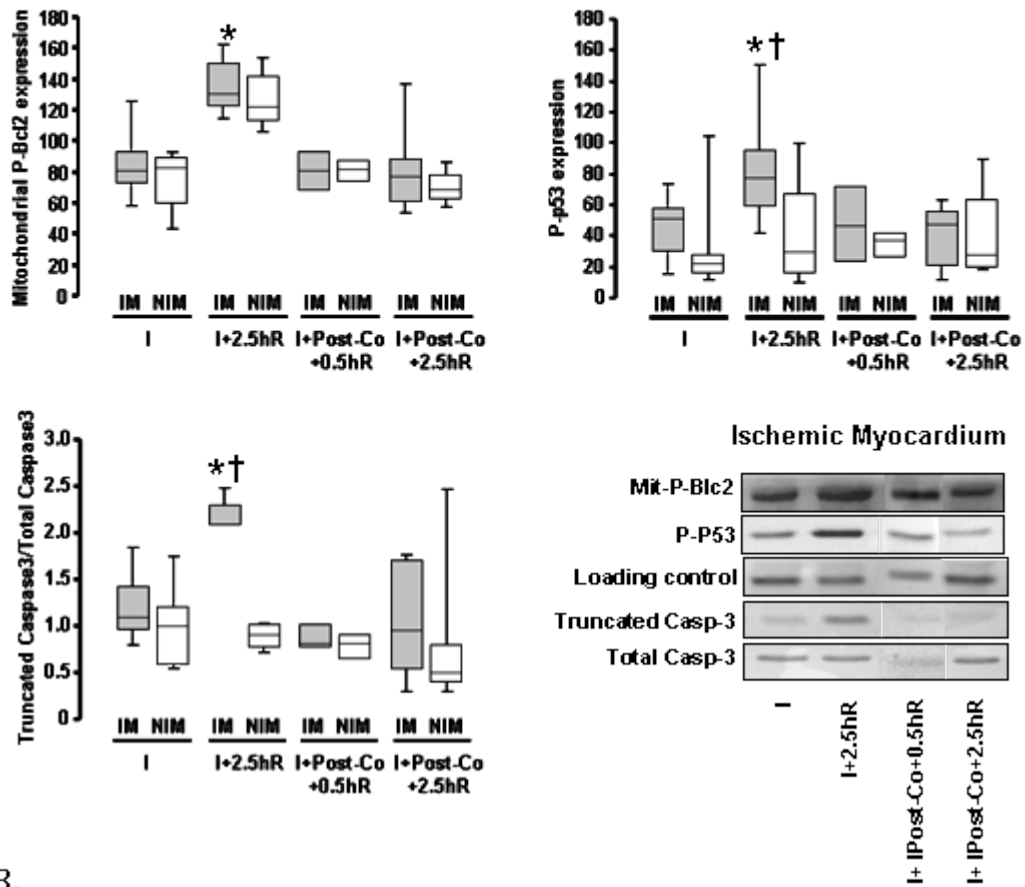 Mitochondrial P-Bcl2 expression
180
160
140
120
100
80
60
40
20
0
*
IM NIM IM NIM IM NIM IM NIM
I I+2.5hR I+Post-Co I+Post-Co
+0.5hR +2.5hR
P-p53 expression
180
160
140
120
100
80
60
40
20
0
*†
IM NIM IM NIM IM NIM IM NIM
I I+2.5hR I+Post-Co I+Post-Co
+0.5hR +2.5hR
Truncated Caspase3/Total Caspase3
3.0
2.5
2.0
1.5
1.0
0.5
0
*†
IM NIM IM NIM IM NIM IM NIM
I I+2.5hR I+Post-Co I+Post-Co
+0.5hR +2.5hR
Ischemic Myocardium
Mit-P-Blc2
P-P53
Loading control
Truncated Casp-3
Total Casp-3
I
I+2.5hR
I+ IPost-Co+0.5hR
I+ IPost-Co+2.5hR